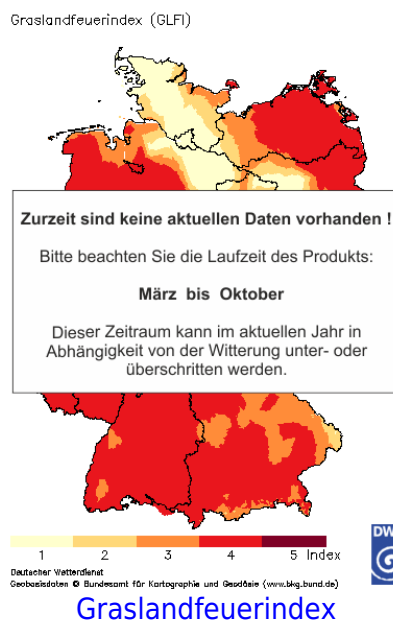 Graslandfeuerindex (GLFI)
Zurzeit sind keine aktuellen Daten vorhanden !
Bitte beachten Sie die Laufzeit des Produkts:
März bis Oktober
Dieser Zeitraum kann im aktuellen Jahr in
Abhängigkeit von der Witterung unter- oder
überschritten werden.
1 2 3 4 5 Index
DW
Deutscher Wetterdienst
Geobasisdaten © Bundesamt für Kartographie und Geodäsie (www.bkg.bund.de)
Graslandfeuerindex